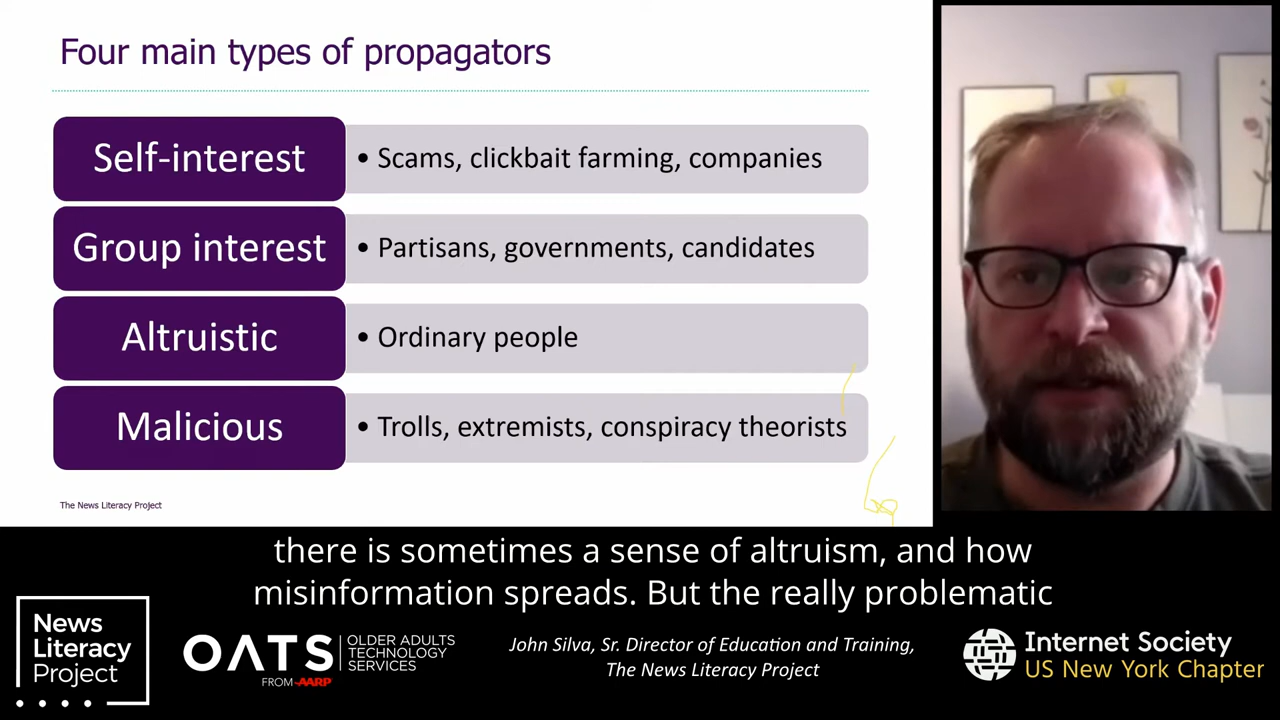 Four main types of propagators
Self-interest
• Scams, clickbait farming, companies
Group interest
• Partisans, governments, candidates
Altruistic
• Ordinary people
Malicious
• Trolls, extremists, conspiracy theorists
The News Literacy Project
there is sometimes a sense of altruism, and how
misinformation spreads. But the really problematic
News
Literacy
Project
OATS
FROM AARP
OLDER ADULTS
TECHNOLOGY
SERVICES
John Silva, Sr. Director of Education and Training,
The News Literacy Project
Internet Society
US New York Chapter